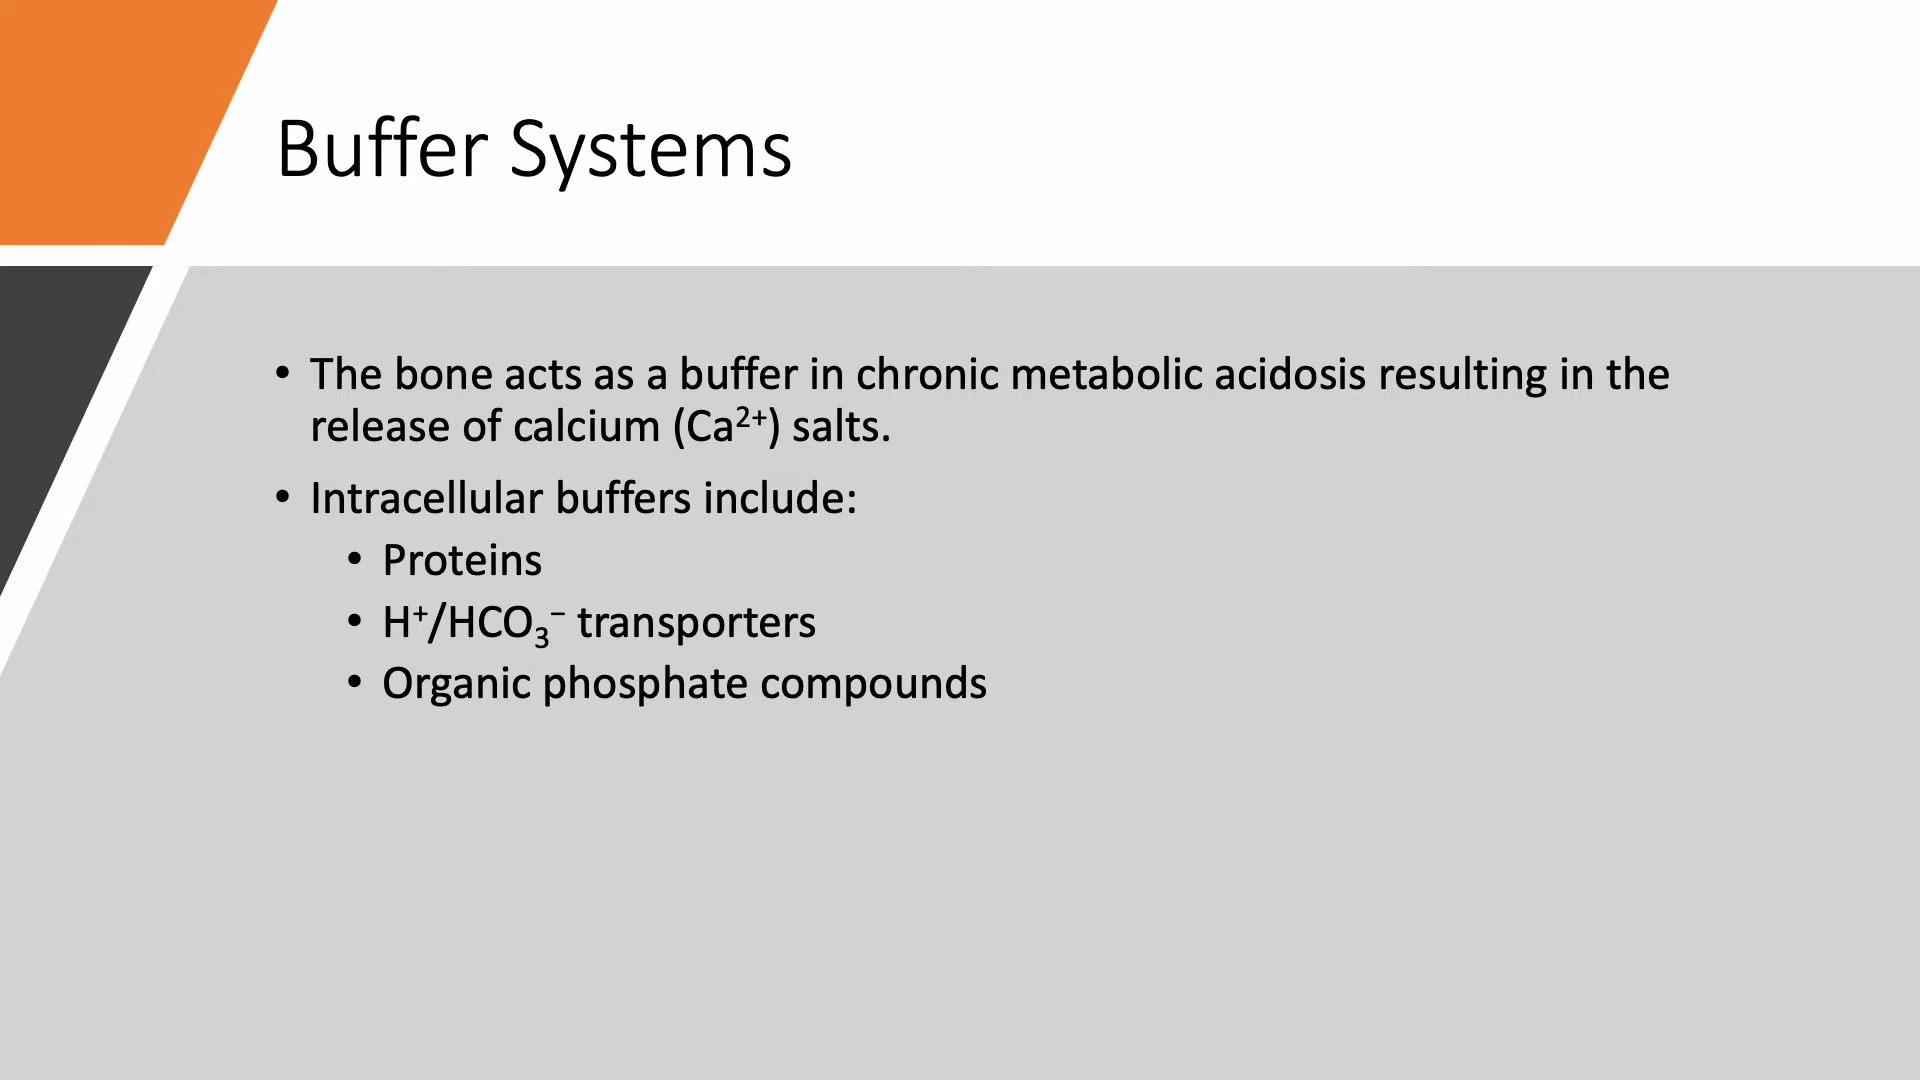 Buffer Systems
• The bone acts as a buffer in chronic metabolic acidosis resulting in the
release of calcium (Ca²⁺) salts.
• Intracellular buffers include:
• Proteins
• H⁺/HCO₃⁻ transporters
• Organic phosphate compounds